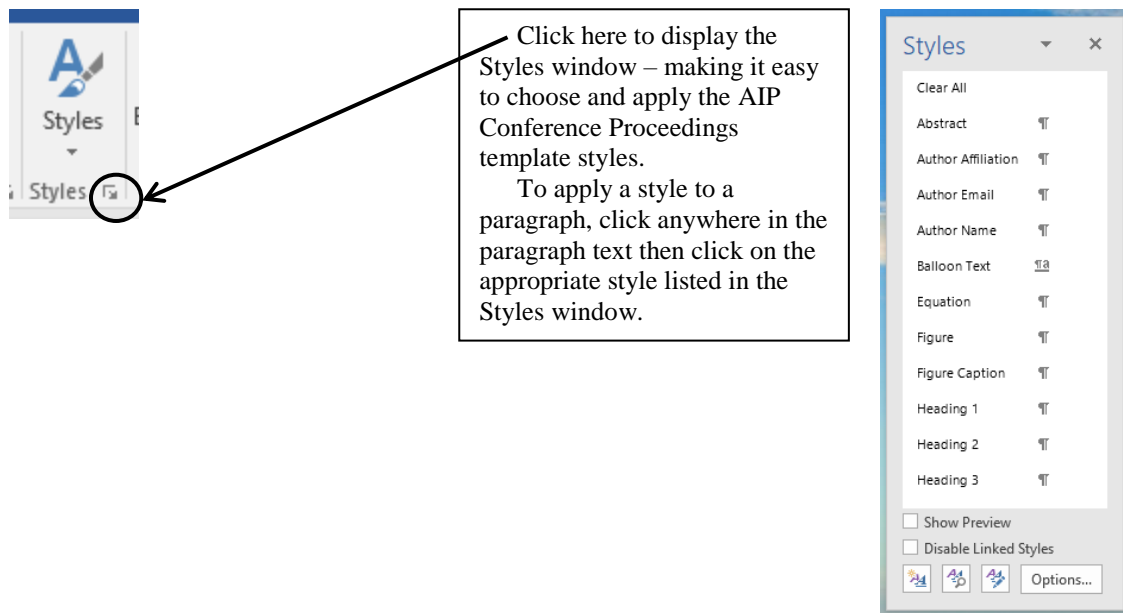 Styles
Styles
Click here to display the
Styles window – making it easy
to choose and apply the AIP
Conference Proceedings
template styles.
To apply a style to a
paragraph, click anywhere in the
paragraph text then click on the
appropriate style listed in the
Styles window.
Styles
Clear All
Abstract ¶
Author Affiliation ¶
Author Email ¶
Author Name ¶
Balloon Text ¶a
Equation ¶
Figure ¶
Figure Caption ¶
Heading 1 ¶
Heading 2 ¶
Heading 3 ¶
Show Preview
Disable Linked Styles
Options...